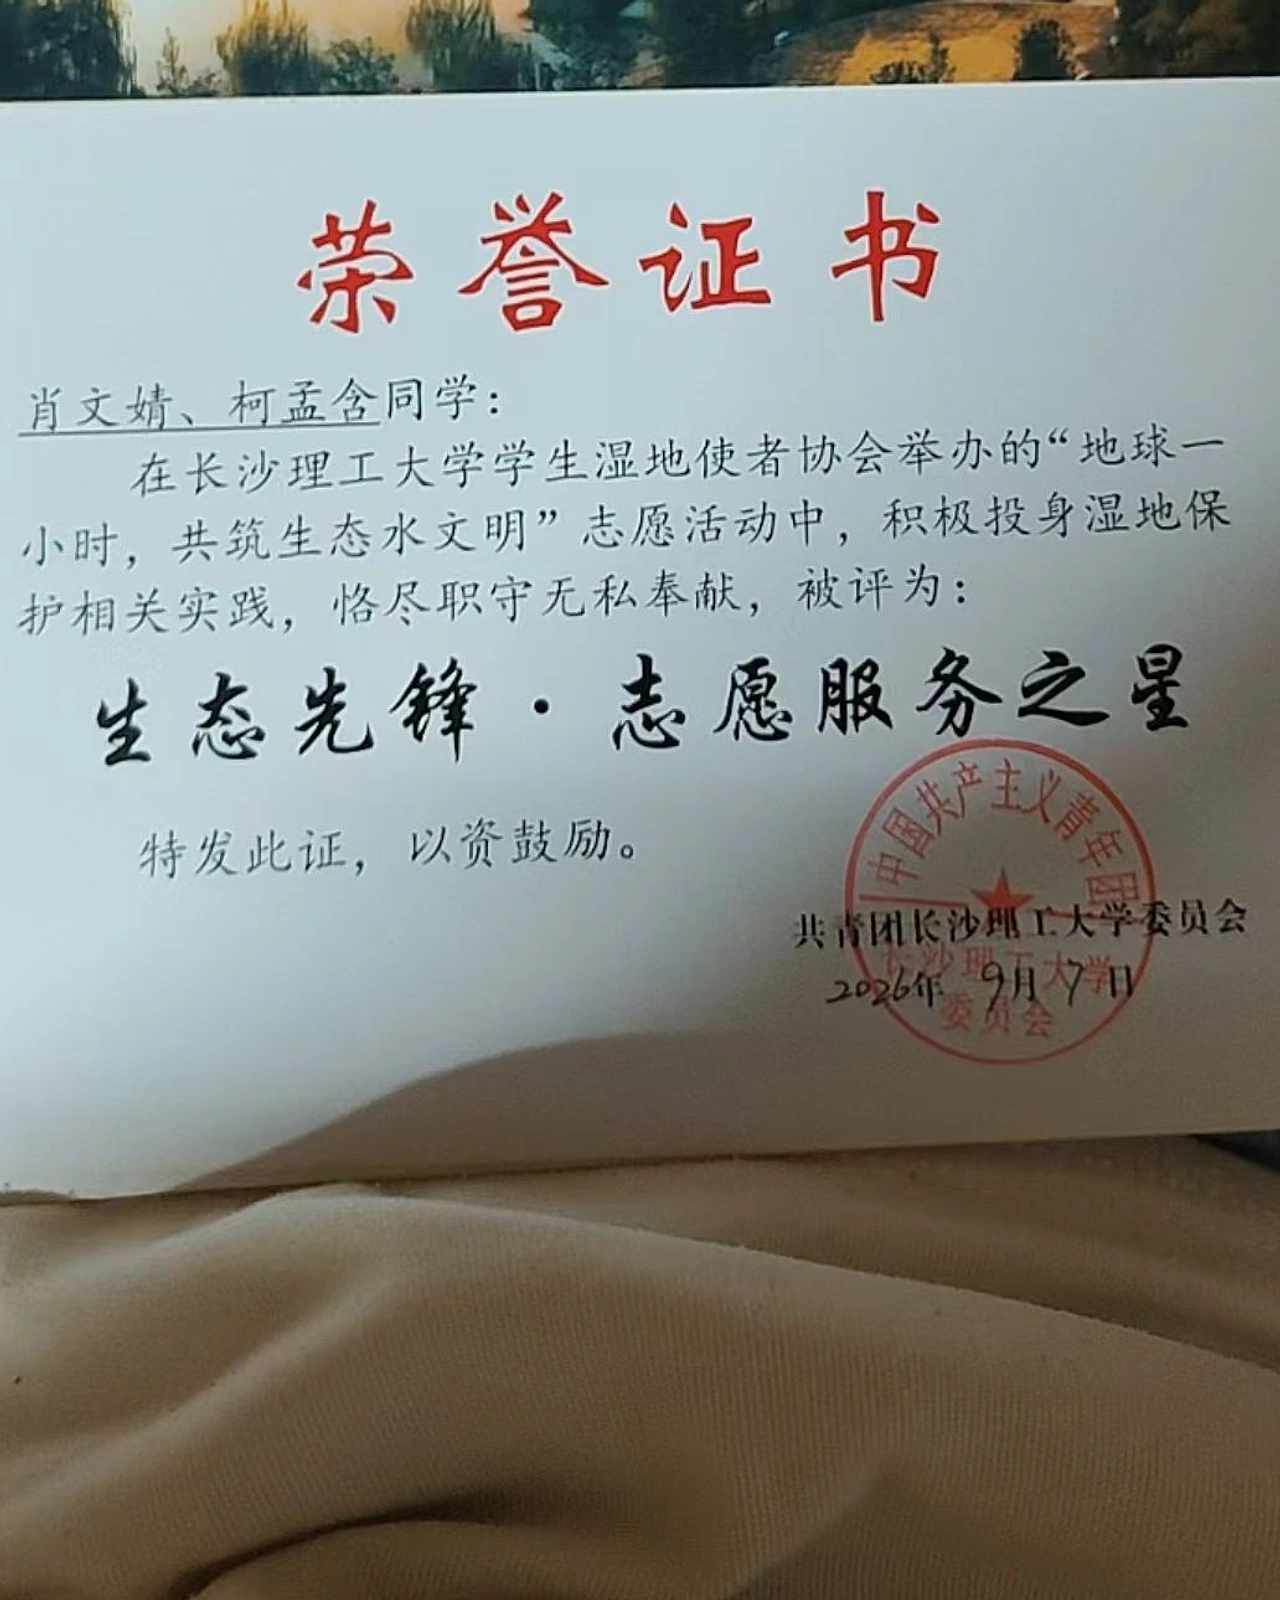 荣誉证书
肖文婧、柯孟含同学：
在长沙理工大学学生湿地使者协会举办的“地球一
小时，共筑生态水文明”志愿活动中，积极投身湿地保
护相关实践，恪尽职守无私奉献，被评为：
生态先锋·志愿服务之星
特发此证，以资鼓励。
中国共产主义青年团
共青团长沙理工大学委员会
长沙理工大学
2026年 9月 7日
委员会